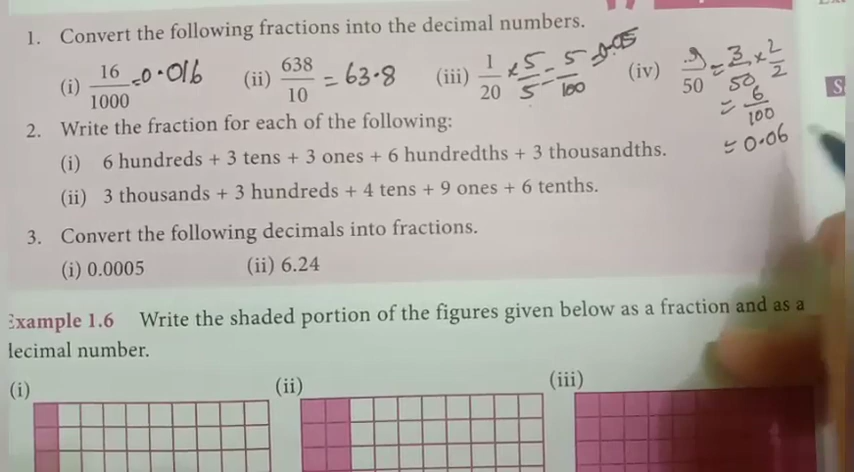 1. Convert the following fractions into the decimal numbers.
(i) 16/1000 = 0.016 (ii) 638/10 = 63.8 (iii) 1/20 × 5/5 = 5/100 = 0.05 (iv) /50 = 3/50 × 2/2
= 6/100
= 0.06
2. Write the fraction for each of the following:
(i) 6 hundreds + 3 tens + 3 ones + 6 hundredths + 3 thousandths.
(ii) 3 thousands + 3 hundreds + 4 tens + 9 ones + 6 tenths.
3. Convert the following decimals into fractions.
(i) 0.0005 (ii) 6.24
Example 1.6 Write the shaded portion of the figures given below as a fraction and as a
decimal number.
(i) (ii) (iii)